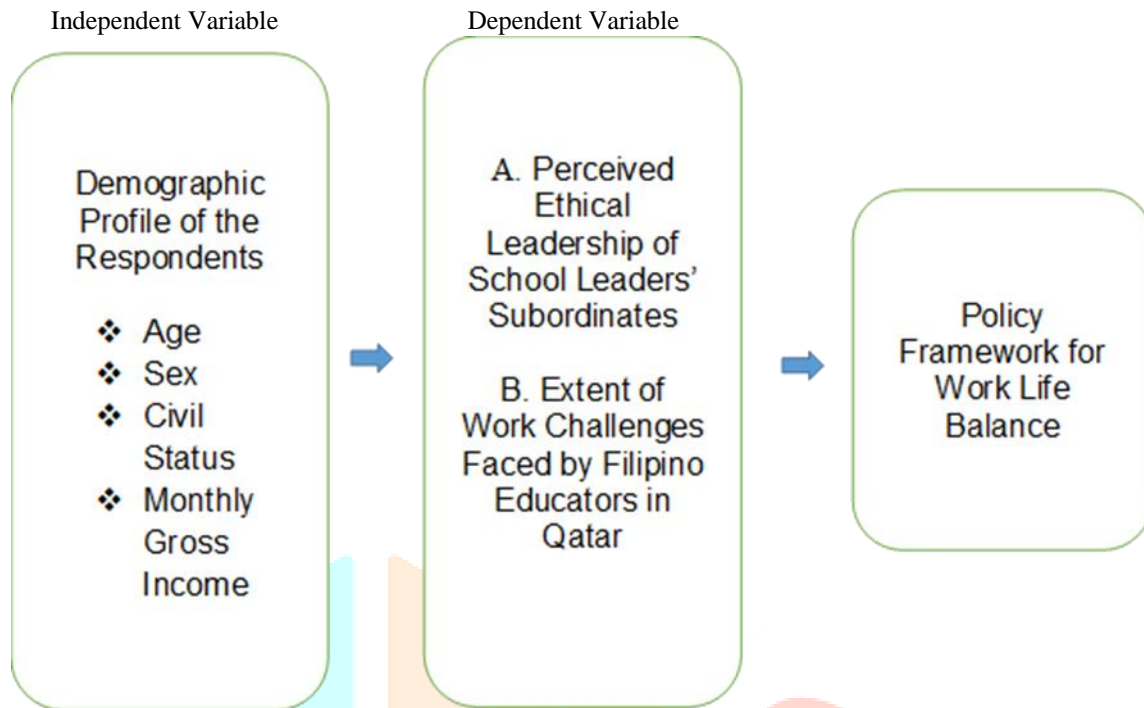 Independent Variable
Dependent Variable
Demographic
Profile of the
Respondents
❖ Age
❖ Sex
❖ Civil
Status
❖ Monthly
Gross
Income
A. Perceived
Ethical
Leadership of
School Leaders’
Subordinates
B. Extent of
Work Challenges
Faced by Filipino
Educators in
Qatar
Policy
Framework for
Work Life
Balance